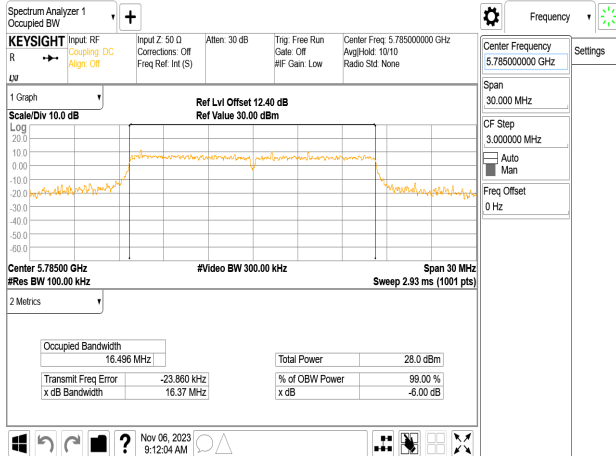 Spectrum Analyzer 1
Occupied BW
Frequency
KEYSIGHT
R
LXI
Input: RF
Coupling: DC
Align: Off
Input Z: 50 Ω
Corrections: Off
Freq Ref: Int (S)
Atten: 30 dB
Trig: Free Run
Gate: Off
#IF Gain: Low
Center Freq: 5.785000000 GHz
Avg|Hold: 10/10
Radio Std: None
Center Frequency
5.785000000 GHz
Settings
Span
30.000 MHz
CF Step
3.000000 MHz
Auto
Man
Freq Offset
0 Hz
1 Graph
Ref Lvl Offset 12.40 dB
Scale/Div 10.0 dB
Ref Value 30.00 dBm
Log
20.0
10.0
0.00
-10.0
-20.0
-30.0
-40.0
-50.0
-60.0
Center 5.78500 GHz
#Video BW 300.00 kHz
Span 30 MHz
#Res BW 100.00 kHz
Sweep 2.93 ms (1001 pts)
2 Metrics
Occupied Bandwidth
16.496 MHz
Total Power 28.0 dBm
Transmit Freq Error -23.860 kHz
% of OBW Power 99.00 %
x dB Bandwidth 16.37 MHz
x dB -6.00 dB
?
Nov 06, 2023
9:12:04 AM